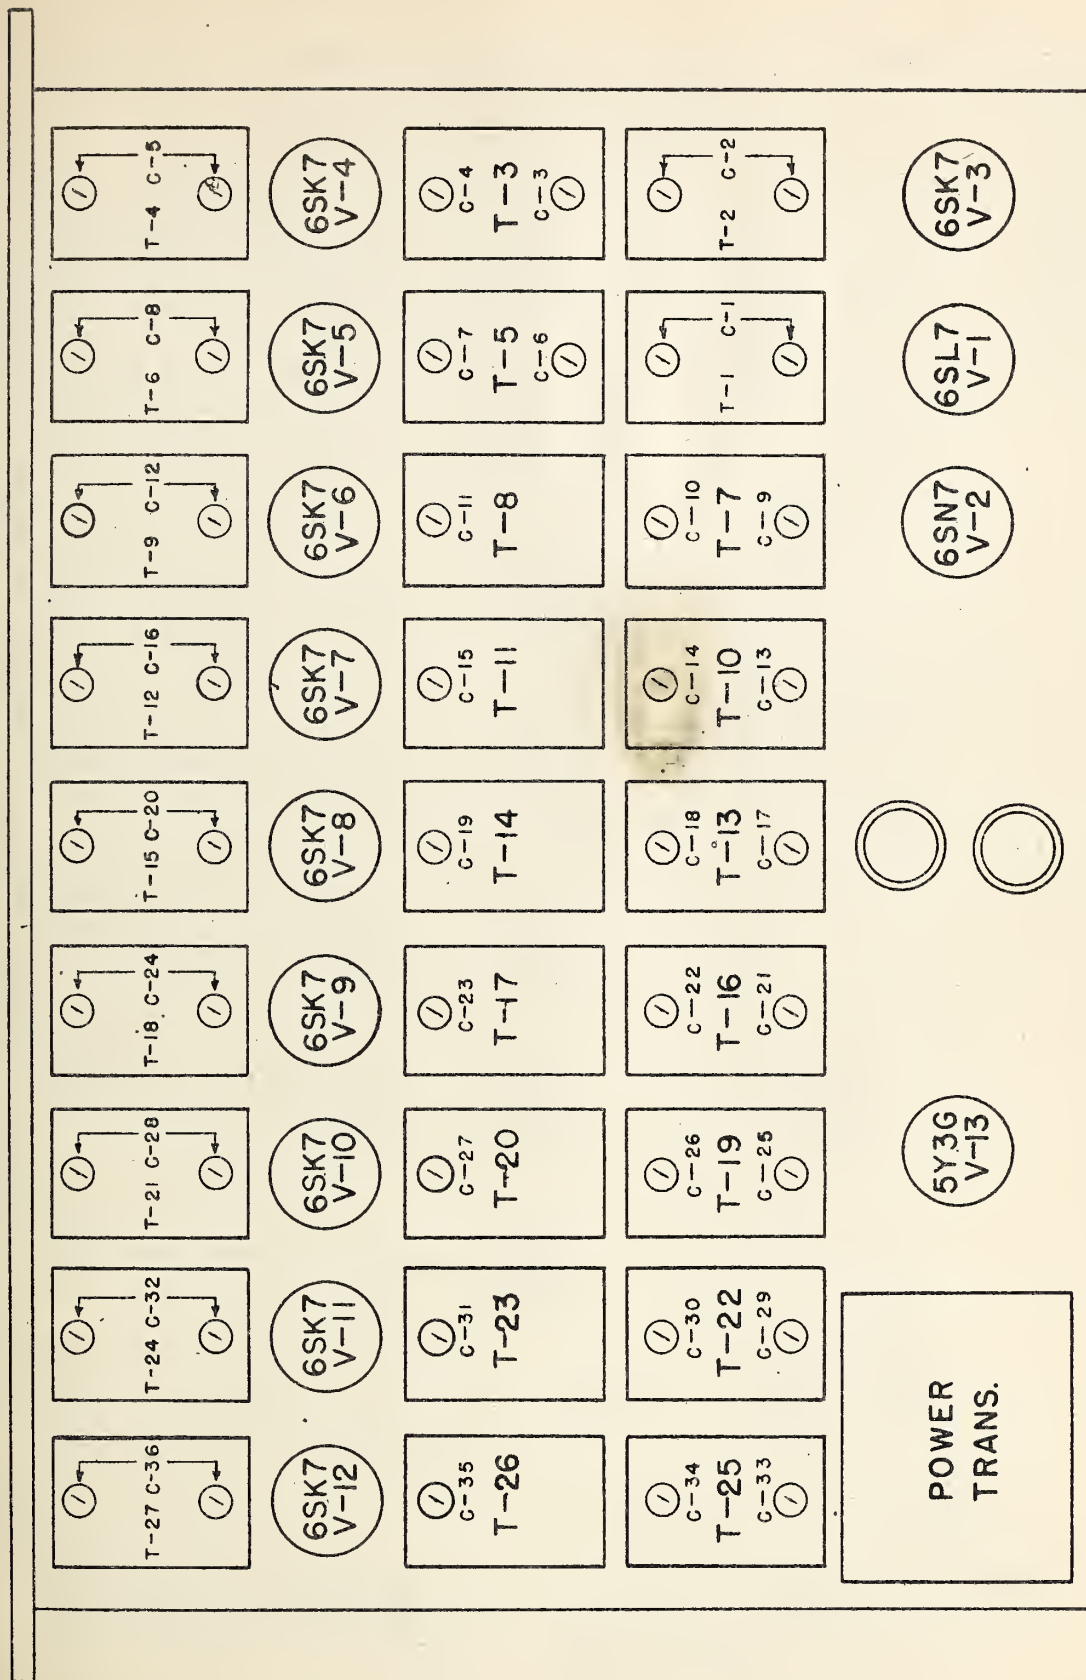 T-27 C-36
T-24 C-32
T-21 C-28
T-18 C-24
T-15 C-20
T-12 C-16
T-9 C-12
T-6 C-8
T-4 C-5
6SK7
V-12
6SK7
V-11
6SK7
V-10
6SK7
V-9
6SK7
V-8
6SK7
V-7
6SK7
V-6
6SK7
V-5
6SK7
V-4
C-35
T-26
C-31
T-23
C-27
T-20
C-23
T-17
C-19
T-14
C-15
T-11
C-11
T-8
C-7
T-5
C-6
C-4
T-3
C-3
C-34
T-25
C-33
C-30
T-22
C-29
C-26
T-19
C-25
C-22
T-16
C-21
C-18
T-13
C-17
C-14
T-10
C-13
C-10
T-7
C-9
T-1 C-1
T-2 C-2
POWER
TRANS.
5Y3G
V-13
6SN7
V-2
6SL7
V-1
6SK7
V-3